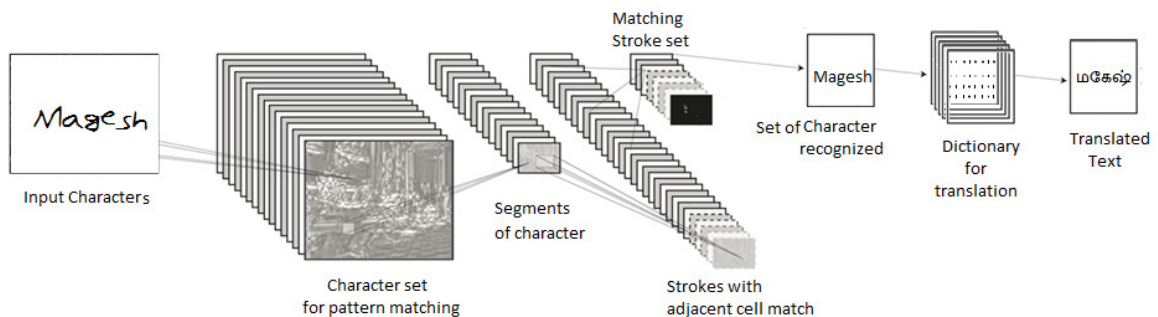 Matching
Stroke set
Magesh
Magesh
மகேஷ்
Input Characters
Character set
for pattern matching
Segments
of character
Strokes with
adjacent cell match
Set of Character
recognized
Dictionary
for
translation
Translated
Text